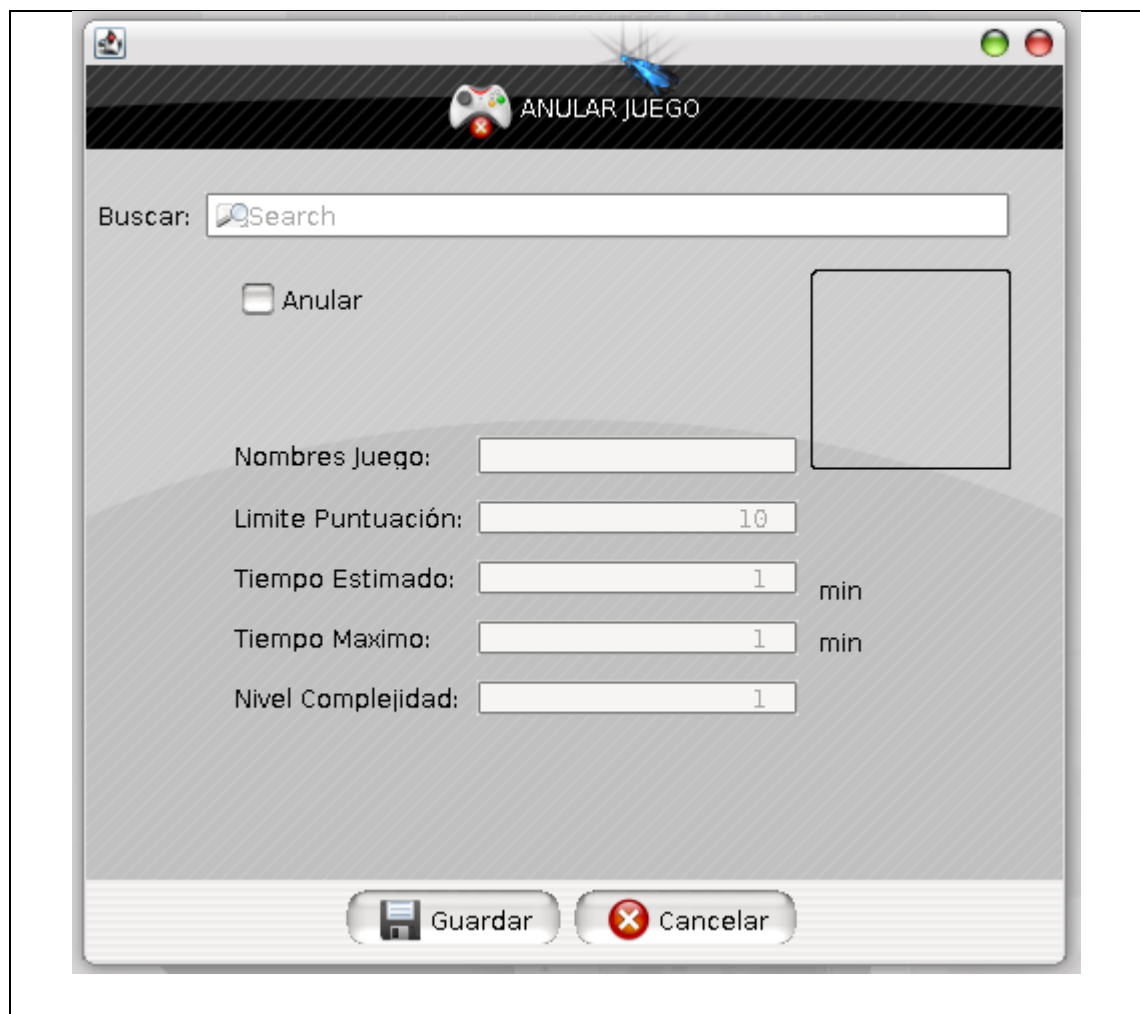 ANULAR JUEGO
Buscar: Search
Anular
Nombres Juego:
Limite Puntuación: 10
Tiempo Estimado: 1 min
Tiempo Maximo: 1 min
Nivel Complejidad: 1
Guardar Cancelar